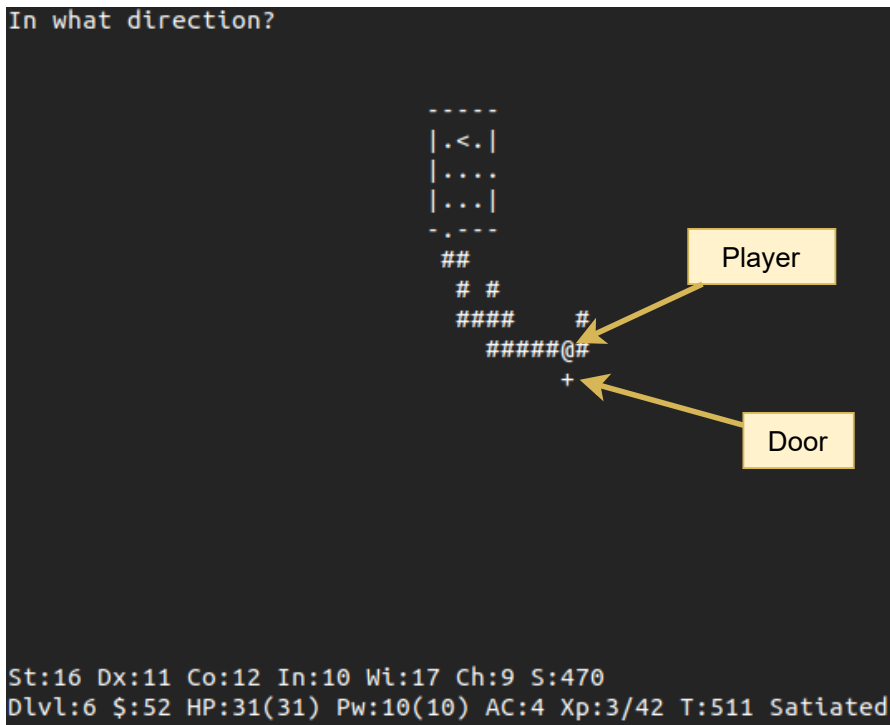 In what direction?
-----
|.<.|
|....
|...|
-.---
##
# #
#### #
#####@#
+
Player
Door
St:16 Dx:11 Co:12 In:10 Wi:17 Ch:9 S:470
Dlvl:6 $:52 HP:31(31) Pw:10(10) AC:4 Xp:3/42 T:511 Satiated